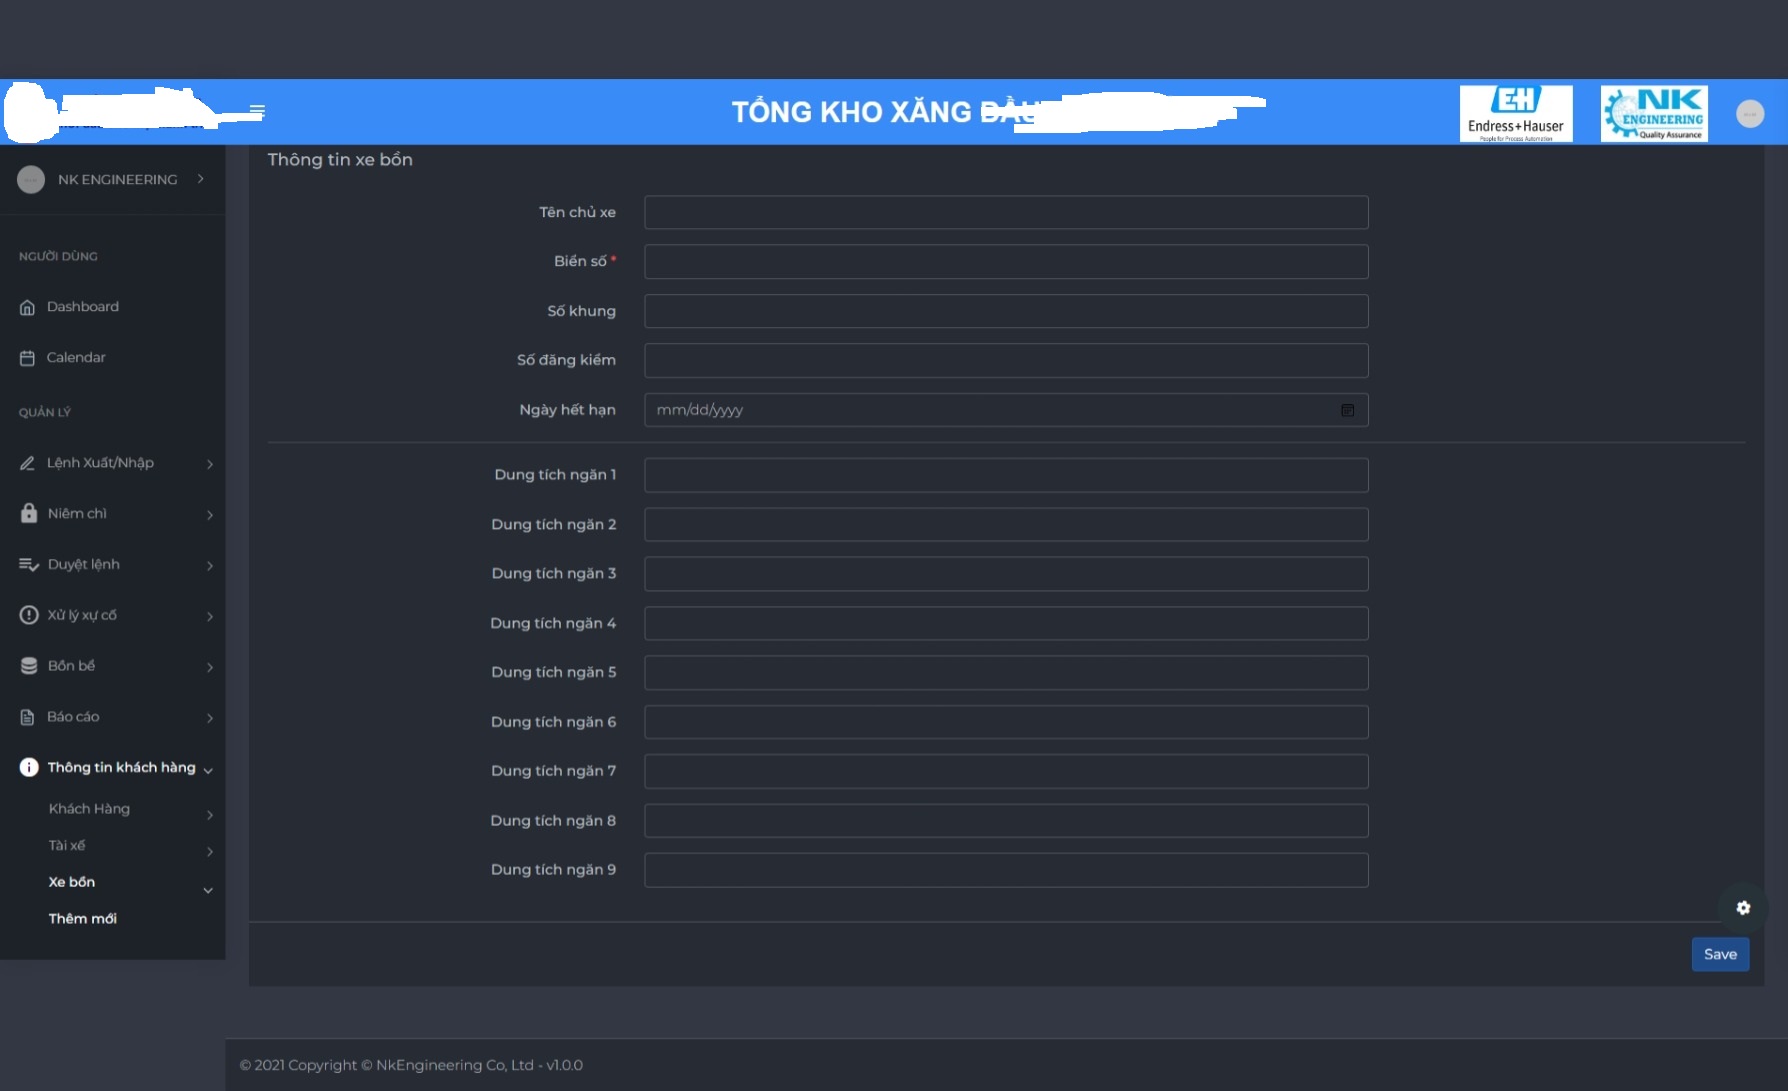 TỔNG KHO XĂNG DẦU
Endress+Hauser
People for Process Automation
NK
ENGINEERING
Quality Assurance
NK ENGINEERING
NGƯỜI DÙNG
Dashboard
Calendar
QUẢN LÝ
Lệnh Xuất/Nhập
Niêm chì
Duyệt lệnh
Xử lý xự cố
Bồn bể
Báo cáo
Thông tin khách hàng
Khách Hàng
Tài xế
Xe bồn
Thêm mới
Thông tin xe bồn
Tên chủ xe
Biển số *
Số khung
Số đăng kiểm
Ngày hết hạn
mm/dd/yyyy
Dung tích ngăn 1
Dung tích ngăn 2
Dung tích ngăn 3
Dung tích ngăn 4
Dung tích ngăn 5
Dung tích ngăn 6
Dung tích ngăn 7
Dung tích ngăn 8
Dung tích ngăn 9
Save
© 2021 Copyright © NkEngineering Co, Ltd - v1.0.0